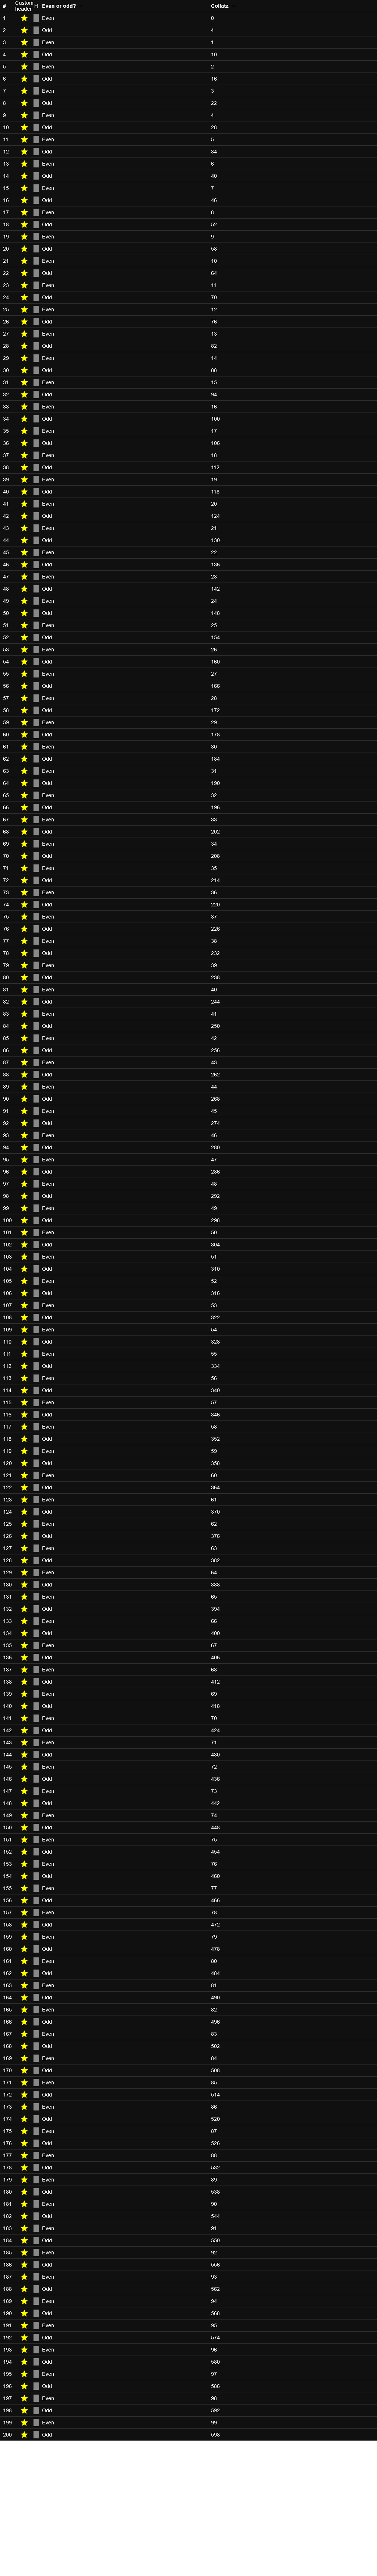 # Custom header H Even or odd? Collatz
1 Even 0
2 Odd 4
3 Even 1
4 Odd 10
5 Even 2
6 Odd 16
7 Even 3
8 Odd 22
9 Even 4
10 Odd 28
11 Even 5
12 Odd 34
13 Even 6
14 Odd 40
15 Even 7
16 Odd 46
17 Even 8
18 Odd 52
19 Even 9
20 Odd 58
21 Even 10
22 Odd 64
23 Even 11
24 Odd 70
25 Even 12
26 Odd 76
27 Even 13
28 Odd 82
29 Even 14
30 Odd 88
31 Even 15
32 Odd 94
33 Even 16
34 Odd 100
35 Even 17
36 Odd 106
37 Even 18
38 Odd 112
39 Even 19
40 Odd 118
41 Even 20
42 Odd 124
43 Even 21
44 Odd 130
45 Even 22
46 Odd 136
47 Even 23
48 Odd 142
49 Even 24
50 Odd 148
51 Even 25
52 Odd 154
53 Even 26
54 Odd 160
55 Even 27
56 Odd 166
57 Even 28
58 Odd 172
59 Even 29
60 Odd 178
61 Even 30
62 Odd 184
63 Even 31
64 Odd 190
65 Even 32
66 Odd 196
67 Even 33
68 Odd 202
69 Even 34
70 Odd 208
71 Even 35
72 Odd 214
73 Even 36
74 Odd 220
75 Even 37
76 Odd 226
77 Even 38
78 Odd 232
79 Even 39
80 Odd 238
81 Even 40
82 Odd 244
83 Even 41
84 Odd 250
85 Even 42
86 Odd 256
87 Even 43
88 Odd 262
89 Even 44
90 Odd 268
91 Even 45
92 Odd 274
93 Even 46
94 Odd 280
95 Even 47
96 Odd 286
97 Even 48
98 Odd 292
99 Even 49
100 Odd 298
101 Even 50
102 Odd 304
103 Even 51
104 Odd 310
105 Even 52
106 Odd 316
107 Even 53
108 Odd 322
109 Even 54
110 Odd 328
111 Even 55
112 Odd 334
113 Even 56
114 Odd 340
115 Even 57
116 Odd 346
117 Even 58
118 Odd 352
119 Even 59
120 Odd 358
121 Even 60
122 Odd 364
123 Even 61
124 Odd 370
125 Even 62
126 Odd 376
127 Even 63
128 Odd 382
129 Even 64
130 Odd 388
131 Even 65
132 Odd 394
133 Even 66
134 Odd 400
135 Even 67
136 Odd 406
137 Even 68
138 Odd 412
139 Even 69
140 Odd 418
141 Even 70
142 Odd 424
143 Even 71
144 Odd 430
145 Even 72
146 Odd 436
147 Even 73
148 Odd 442
149 Even 74
150 Odd 448
151 Even 75
152 Odd 454
153 Even 76
154 Odd 460
155 Even 77
156 Odd 466
157 Even 78
158 Odd 472
159 Even 79
160 Odd 478
161 Even 80
162 Odd 484
163 Even 81
164 Odd 490
165 Even 82
166 Odd 496
167 Even 83
168 Odd 502
169 Even 84
170 Odd 508
171 Even 85
172 Odd 514
173 Even 86
174 Odd 520
175 Even 87
176 Odd 526
177 Even 88
178 Odd 532
179 Even 89
180 Odd 538
181 Even 90
182 Odd 544
183 Even 91
184 Odd 550
185 Even 92
186 Odd 556
187 Even 93
188 Odd 562
189 Even 94
190 Odd 568
191 Even 95
192 Odd 574
193 Even 96
194 Odd 580
195 Even 97
196 Odd 586
197 Even 98
198 Odd 592
199 Even 99
200 Odd 598